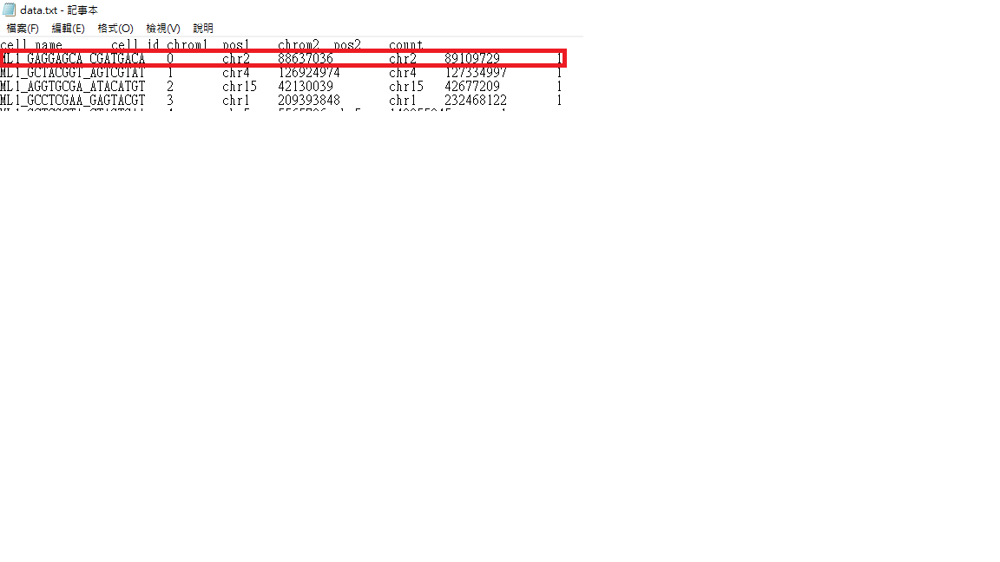 data.txt - 記事本
檔案(F) 編輯(E) 格式(O) 檢視(V) 說明
cell_name cell_id chrom1 pos1 chrom2 pos2 count
ML1_GAGGAGCA_CGATGACA 0 chr2 88637036 chr2 89109729 1
ML1_GCTACGGT_AGTCGTAT 1 chr4 126924974 chr4 127334997 1
ML1_AGGTGCGA_ATACATGT 2 chr15 42130039 chr15 42677209 1
ML1_GCCTCGAA_GAGTACGT 3 chr1 209393848 chr1 232468122 1